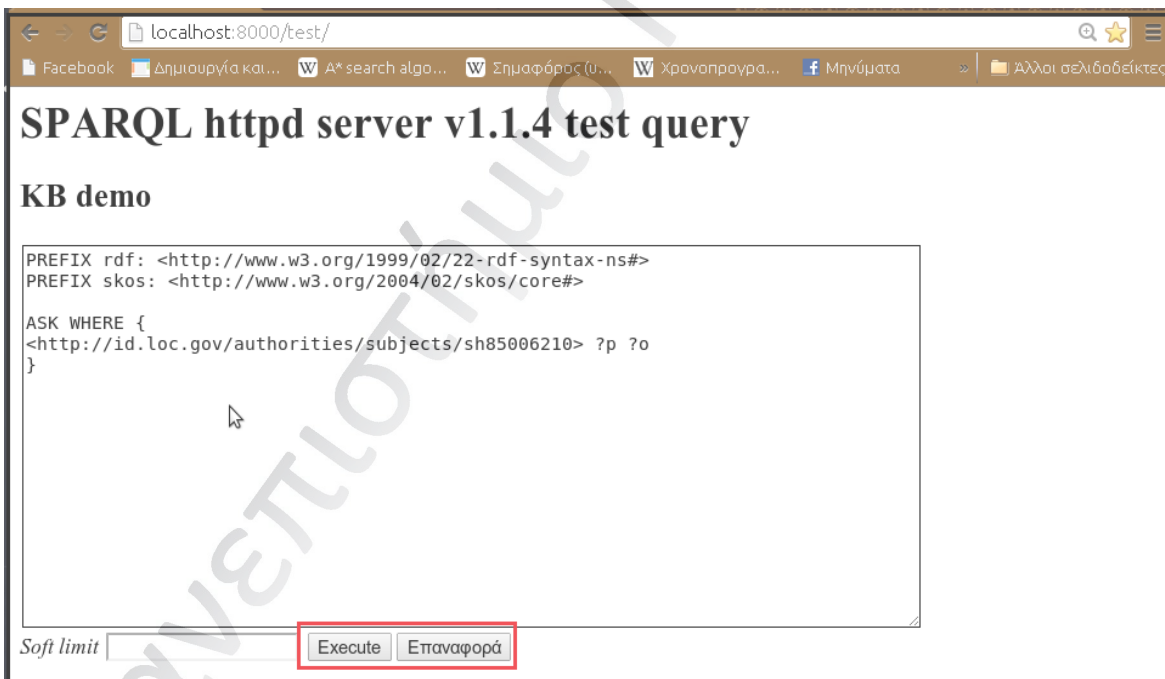 localhost:8000/test/
Facebook Δημιουργία και... W A* search algo... W Σημαφόρος (υ... W Χρονοπρογρα... Μηνύματα » Άλλοι σελιδοδείκτες
SPARQL httpd server v1.1.4 test query
KB demo
PREFIX rdf: <http://www.w3.org/1999/02/22-rdf-syntax-ns#>
PREFIX skos: <http://www.w3.org/2004/02/skos/core#>
ASK WHERE {
<http://id.loc.gov/authorities/subjects/sh85006210> ?p ?o
}
Soft limit Execute Επαναφορά